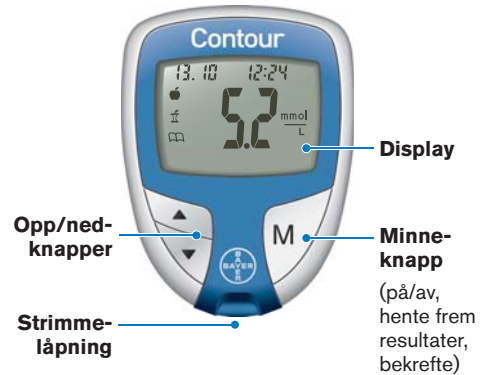 Contour
13.10 12:24
5.2 mmol/L
Display
Opp/ned-
knapper
M
BAYER
BAYER
Minne-
knapp
(på/av,
hente frem
resultater,
bekrefte)
Strimme-
låpning